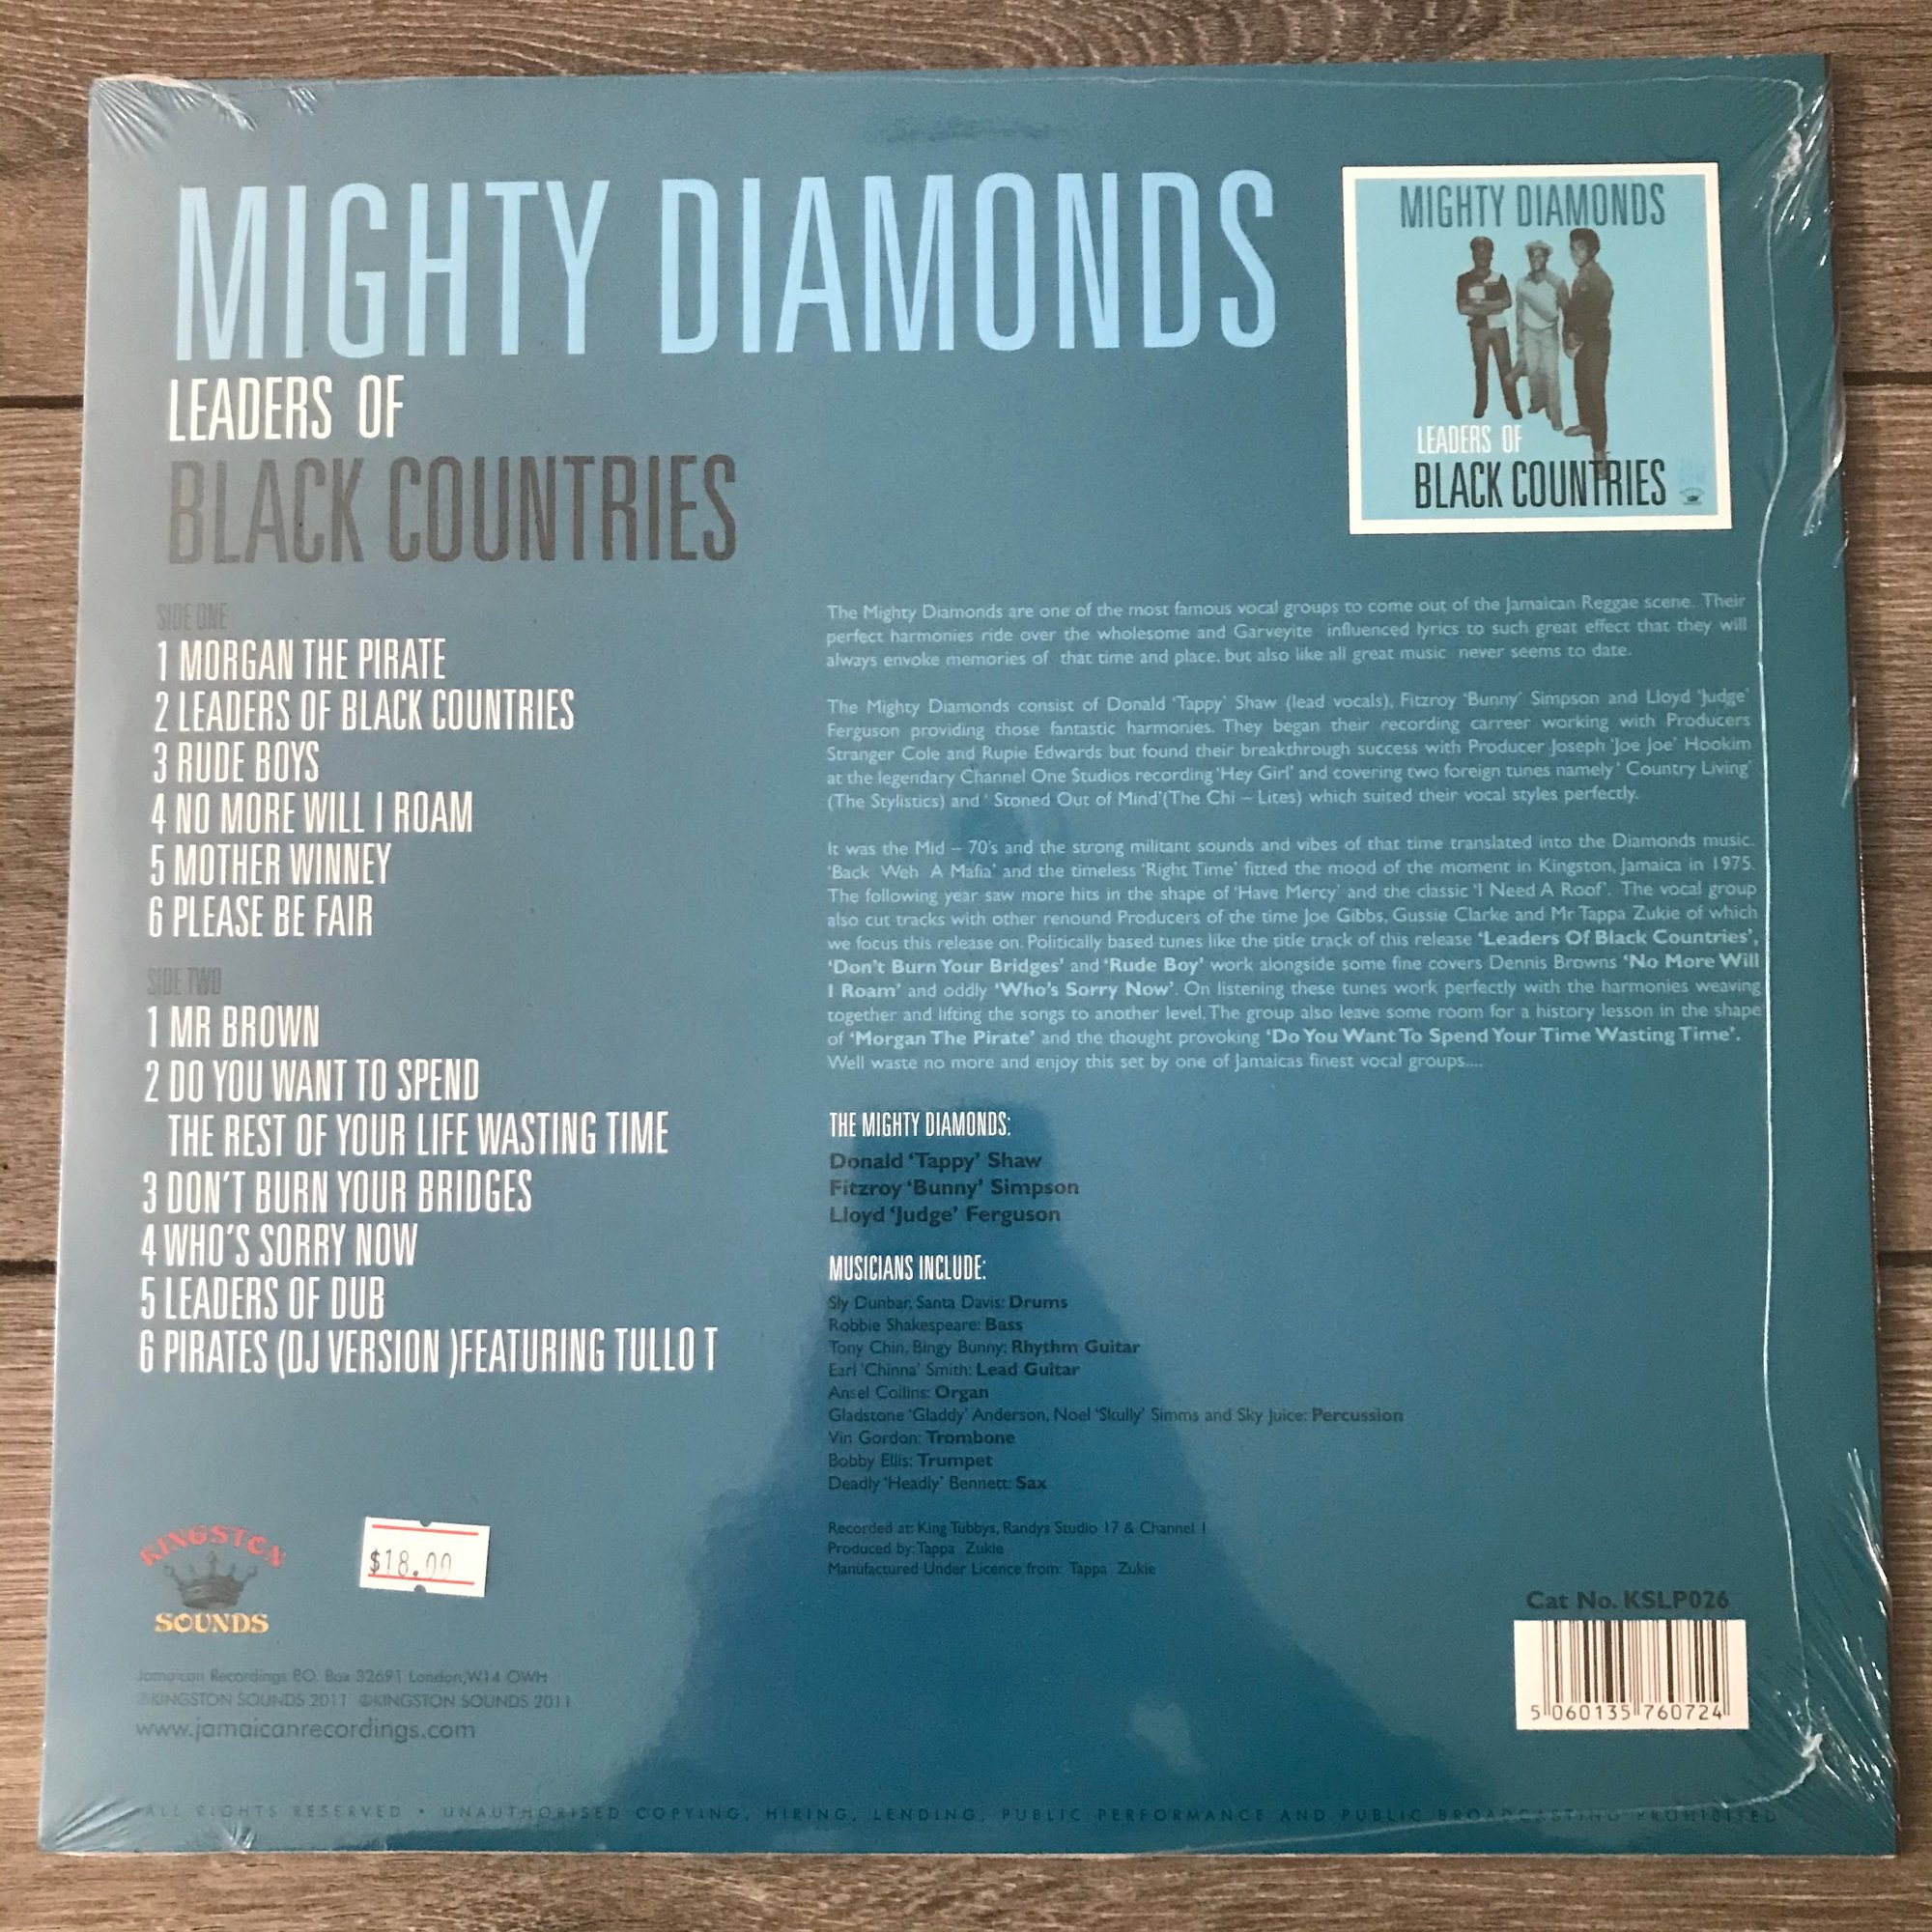 MIGHTY DIAMONDS
LEADERS OF
BLACK COUNTRIES
MIGHTY DIAMONDS
LEADERS OF
BLACK COUNTRIES
SIDE ONE
1 MORGAN THE PIRATE
2 LEADERS OF BLACK COUNTRIES
3 RUDE BOYS
4 NO MORE WILL I ROAM
5 MOTHER WINNEY
6 PLEASE BE FAIR
SIDE TWO
1 MR BROWN
2 DO YOU WANT TO SPEND
THE REST OF YOUR LIFE WASTING TIME
3 DON'T BURN YOUR BRIDGES
4 WHO'S SORRY NOW
5 LEADERS OF DUB
6 PIRATES (DJ VERSION )FEATURING TULLO T
The Mighty Diamonds are one of the most famous vocal groups to come out of the Jamaican Reggae scene. Their
perfect harmonies ride over the wholesome and Garveyite influenced lyrics to such great effect that they will
always envoke memories of that time and place, but also like all great music never seems to date.
The Mighty Diamonds consist of Donald 'Tappy' Shaw (lead vocals), Fitzroy 'Bunny' Simpson and Lloyd 'Judge'
Ferguson providing those fantastic harmonies. They began their recording carreer working with Producers
Stranger Cole and Rupie Edwards but found their breakthrough success with Producer Joseph 'Joe Joe' Hookim
at the legendary Channel One Studios recording 'Hey Girl' and covering two foreign tunes namely ' Country Living'
(The Stylistics) and ' Stoned Out of Mind'(The Chi – Lites) which suited their vocal styles perfectly.
It was the Mid – 70's and the strong militant sounds and vibes of that time translated into the Diamonds music.
'Back Weh A Mafia' and the timeless 'Right Time' fitted the mood of the moment in Kingston, Jamaica in 1975.
The following year saw more hits in the shape of 'Have Mercy' and the classic 'I Need A Roof'. The vocal group
also cut tracks with other renound Producers of the time Joe Gibbs, Gussie Clarke and Mr Tappa Zukie of which
we focus this release on. Politically based tunes like the title track of this release 'Leaders Of Black Countries',
'Don't Burn Your Bridges' and 'Rude Boy' work alongside some fine covers Dennis Browns 'No More Will
I Roam' and oddly 'Who's Sorry Now'. On listening these tunes work perfectly with the harmonies weaving
together and lifting the songs to another level. The group also leave some room for a history lesson in the shape
of 'Morgan The Pirate' and the thought provoking 'Do You Want To Spend Your Time Wasting Time'.
Well waste no more and enjoy this set by one of Jamaicas finest vocal groups....
THE MIGHTY DIAMONDS:
Donald 'Tappy' Shaw
Fitzroy 'Bunny' Simpson
Lloyd 'Judge' Ferguson
MUSICIANS INCLUDE:
Sly Dunbar, Santa Davis: Drums
Robbie Shakespeare: Bass
Tony Chin, Bingy Bunny: Rhythm Guitar
Earl 'Chinna' Smith: Lead Guitar
Ansel Collins: Organ
Gladstone 'Gladdy' Anderson, Noel 'Skully' Simms and Sky Juice: Percussion
Vin Gordon: Trombone
Bobby Ellis: Trumpet
Deadly 'Headly' Bennett: Sax
Recorded at: King Tubbys, Randys Studio 17 & Channel 1
Produced by: Tappa Zukie
Manufactured Under Licence from: Tappa Zukie
KINGSTON
SOUNDS
$18.00
Jamaican Recordings P.O. Box 32691 London,W14 OWH
℗KINGSTON SOUNDS 2011 ©KINGSTON SOUNDS 2011
www.jamaicanrecordings.com
Cat No. KSLP026
5 060135 760724
ALL RIGHTS RESERVED • UNAUTHORISED COPYING, HIRING, LENDING, PUBLIC PERFORMANCE AND PUBLIC BROADCASTING PROHIBITED